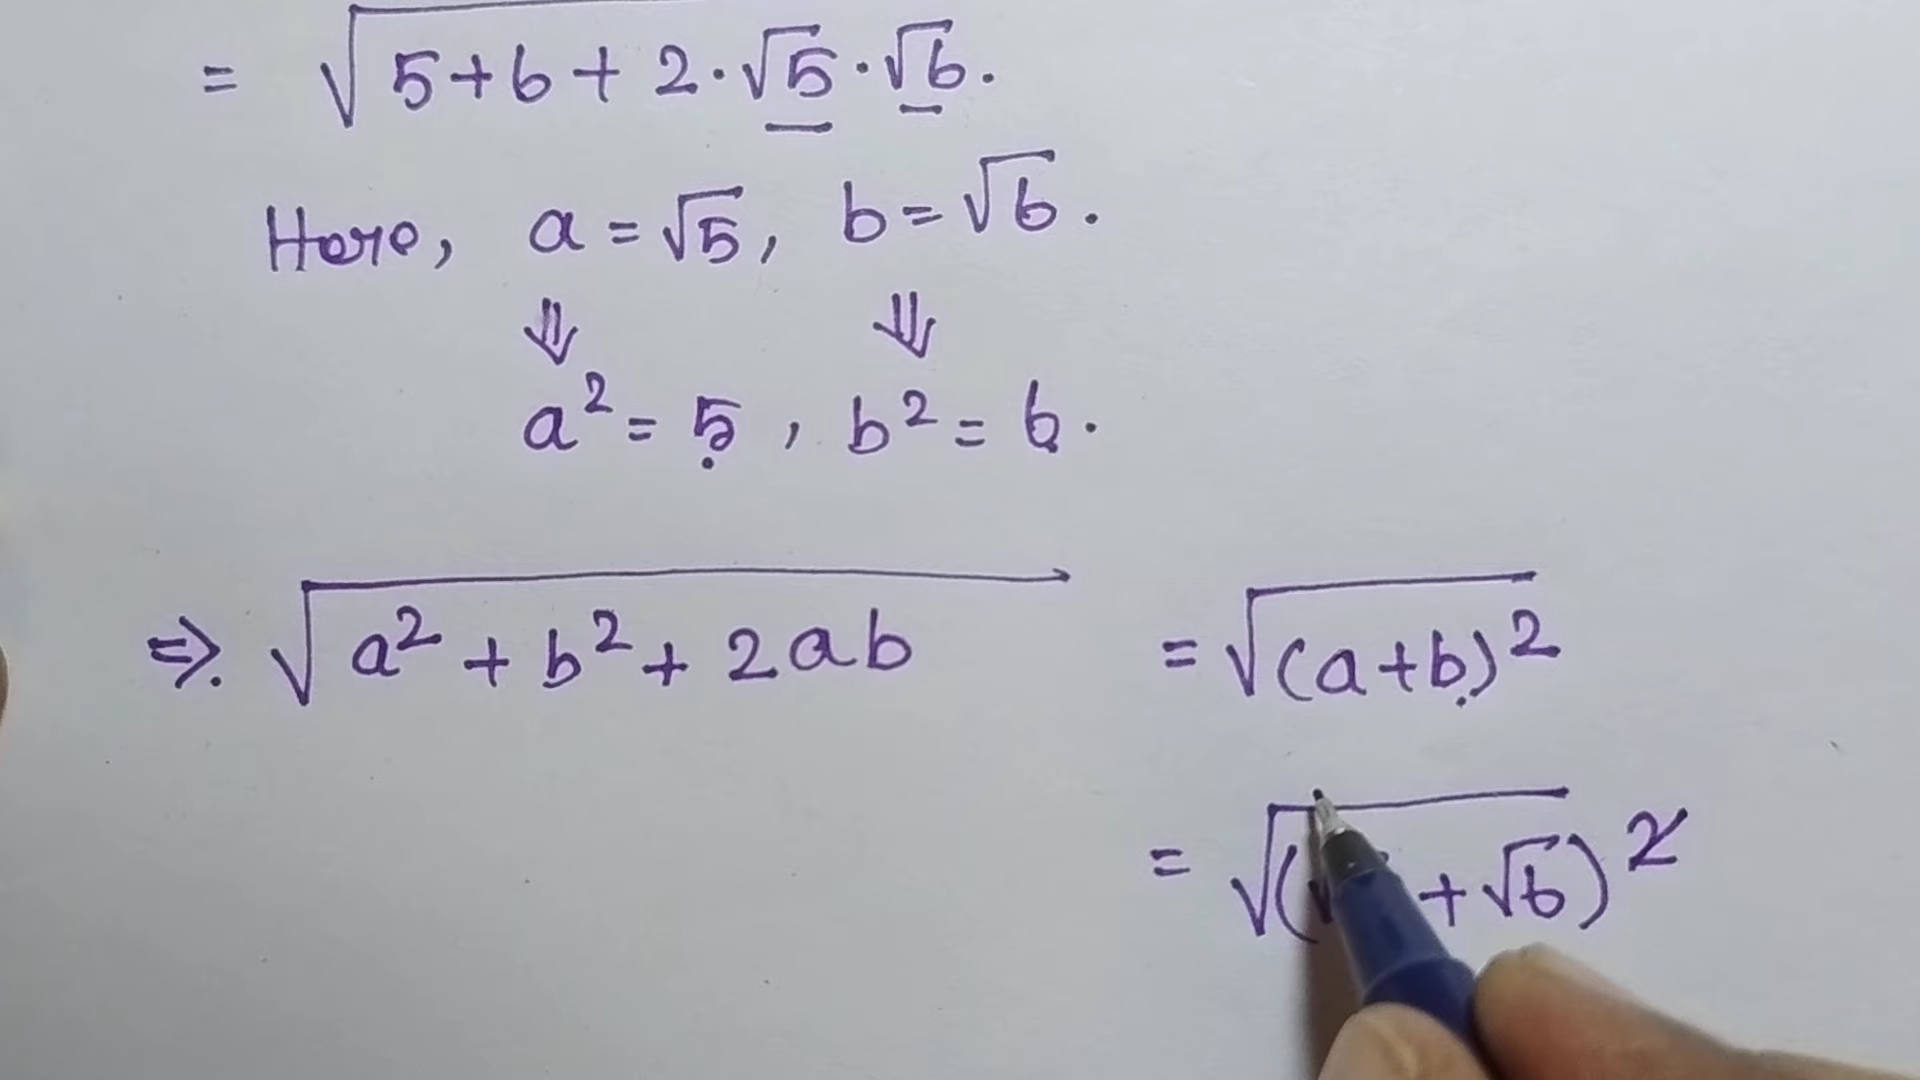 = √5+6+2·√5·√6.
Here, a=√5, b=√6.
⇓ ⇓
a²=5, b²=6.
⇒. √a²+b²+2ab = √(a+b)²
= √( +√6)²